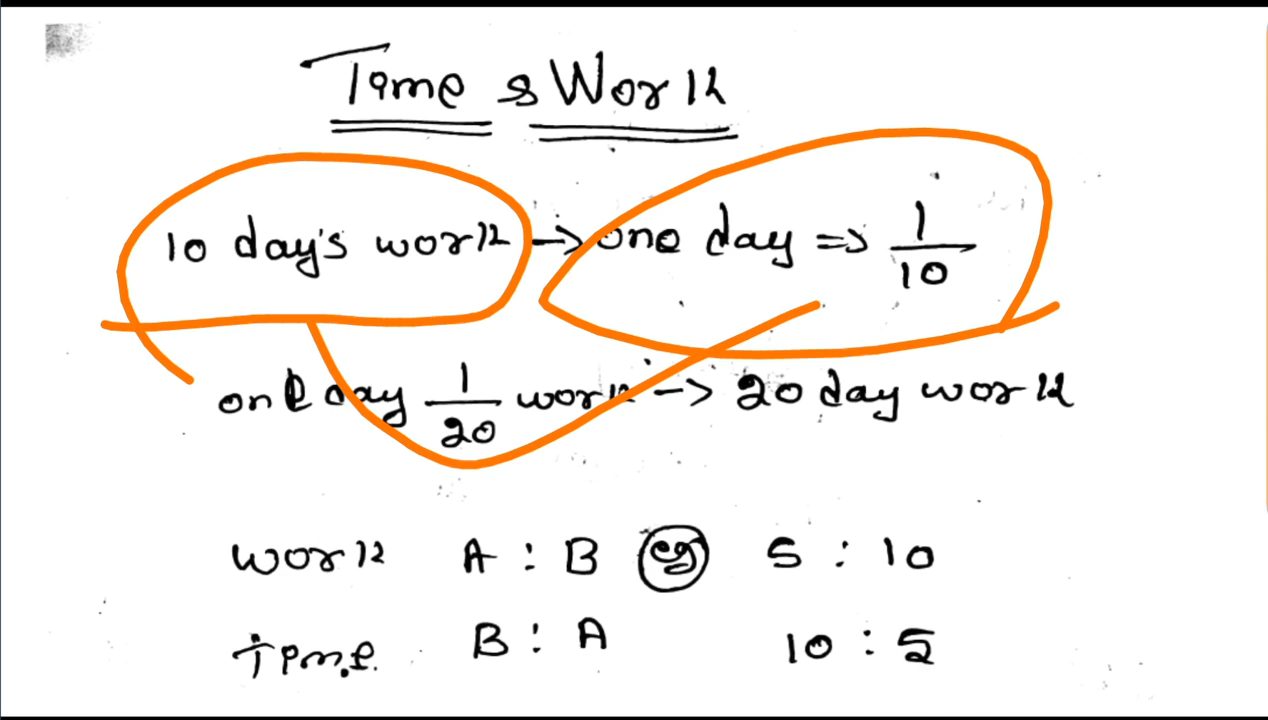 Time & Work
10 day's work -> one day => 1/10
one day 1/20 work -> 20 day work
Work A : B eg 5 : 10
Time B : A 10 : 5